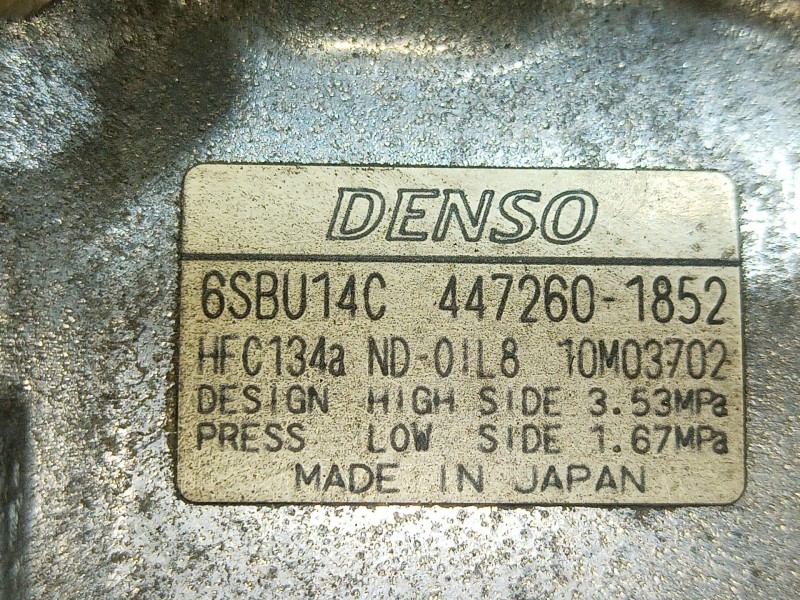 DENSO
6SBU14C 447260-1852
HFC134a ND-OIL8 10M03702
DESIGN HIGH SIDE 3.53MPa
PRESS LOW SIDE 1.67MPa
MADE IN JAPAN